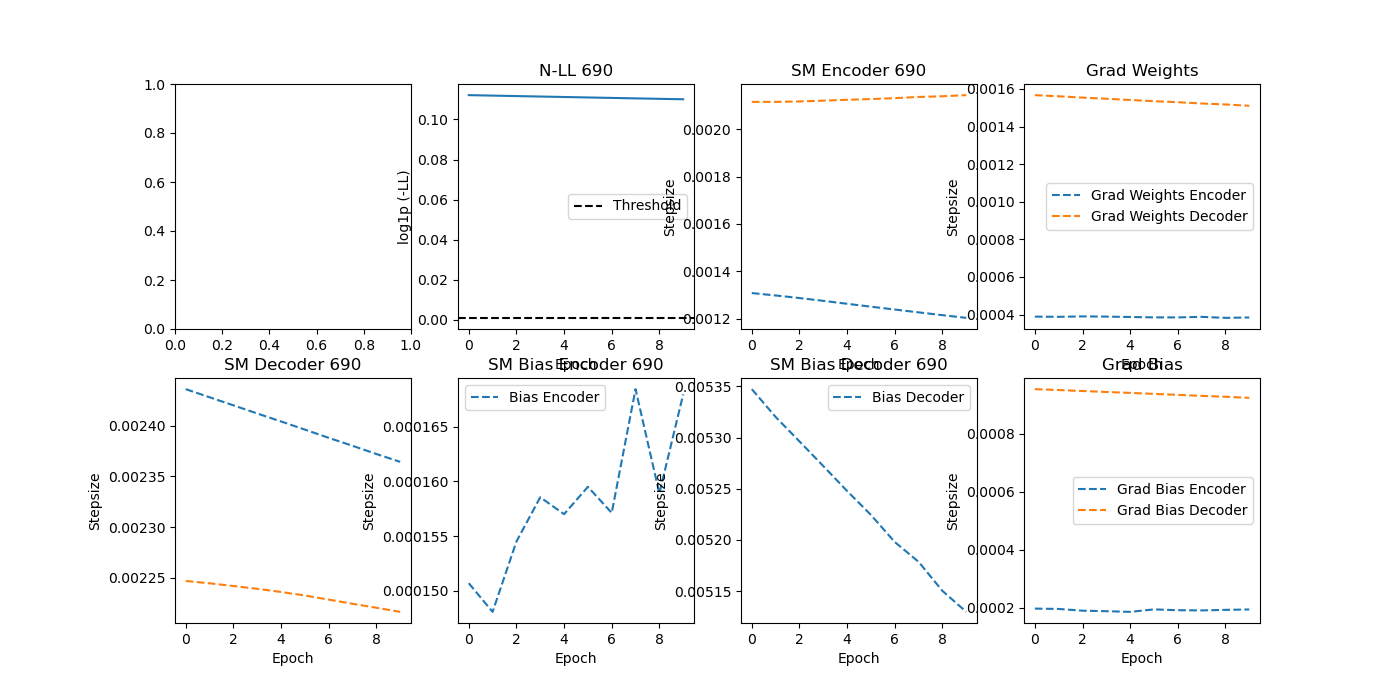 N-LL 690
SM Encoder 690
Grad Weights
1.0
0.8
0.6
0.4
0.2
0.0
0.0 0.2 0.4 0.6 0.8 1.0
log1p (-LL)
0.10
0.08
0.06
0.04
0.02
0.00
Threshold
0 2 4 6 8
Epoch
Stepsize
0.0020
0.0018
0.0016
0.0014
0.0012
0 2 4 6 8
Epoch
Stepsize
0.0016
0.0014
0.0012
0.0010
0.0008
0.0006
0.0004
Grad Weights Encoder
Grad Weights Decoder
0 2 4 6 8
Epoch
SM Decoder 690
SM Bias Encoder 690
SM Bias Decoder 690
Grad Bias
Stepsize
0.00240
0.00235
0.00230
0.00225
0 2 4 6 8
Epoch
Stepsize
0.000165
0.000160
0.000155
0.000150
Bias Encoder
0 2 4 6 8
Epoch
Stepsize
0.00535
0.00530
0.00525
0.00520
0.00515
Bias Decoder
0 2 4 6 8
Epoch
Stepsize
0.0008
0.0006
0.0004
0.0002
Grad Bias Encoder
Grad Bias Decoder
0 2 4 6 8
Epoch